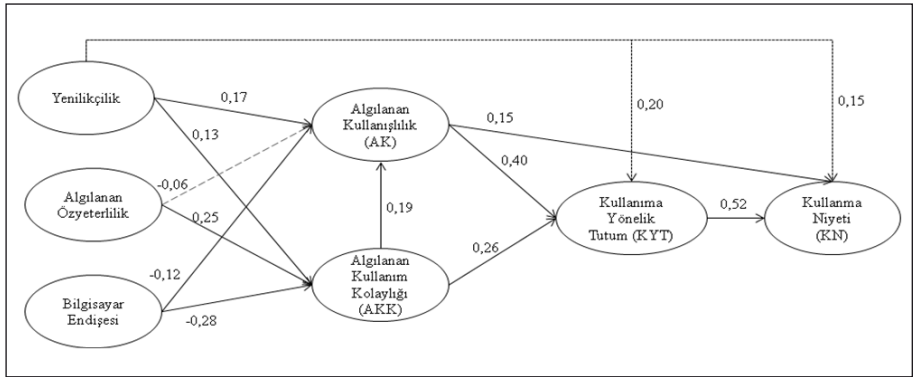 Yenilikçilik
Algılanan
Özyeterlilik
Bilgisayar
Endişesi
0,17
0,13
-0,06
0,25
-0,12
-0,28
Algılanan
Kullanışlılık
(AK)
0,19
Algılanan
Kullanım
Kolaylığı
(AKK)
0,15
0,40
0,26
0,20
Kullanıma
Yönelik
Tutum (KYT)
0,52
0,15
Kullanma
Niyeti
(KN)